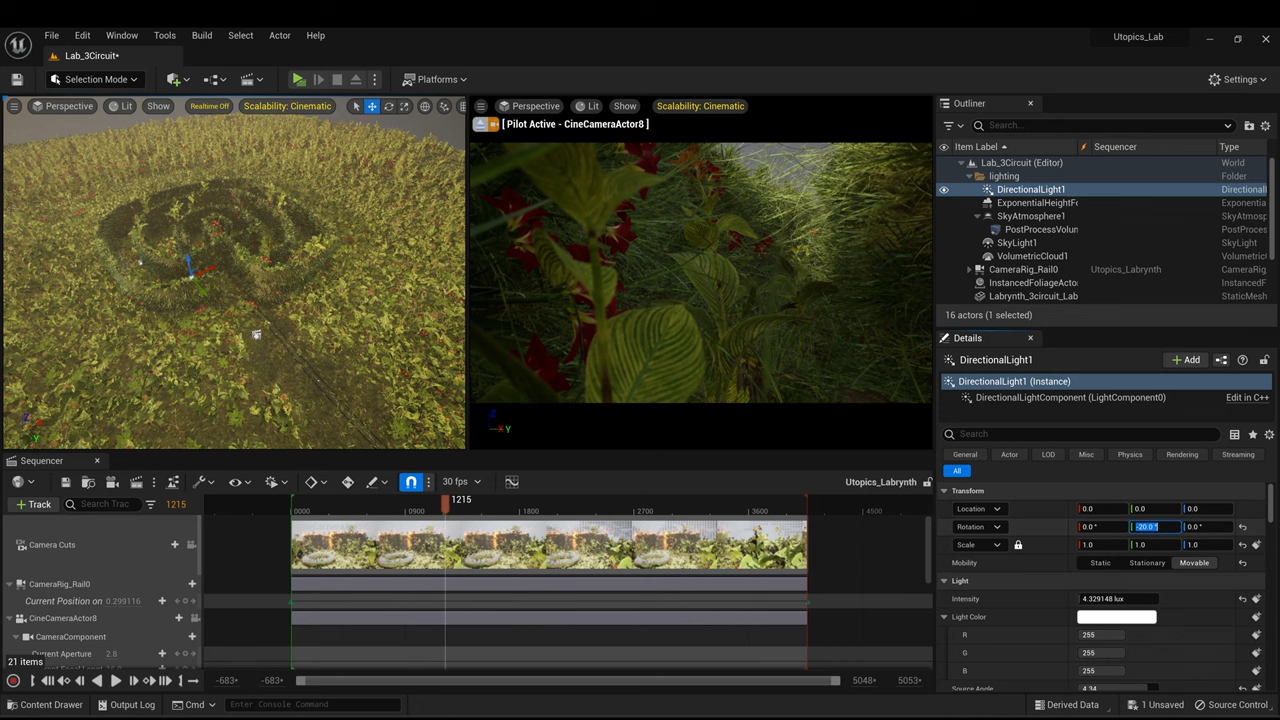 Utopics_Lab
File Edit Window Tools Build Select Actor Help
Lab_3Circuit•
Selection Mode Platforms Settings
Perspective Lit Show Realtime Off Scalability: Cinematic
Perspective Lit Show Scalability: Cinematic
[ Pilot Active - CineCameraActor8 ]
Outliner
Search...
Item Label Sequencer Type
Lab_3Circuit (Editor) World
lighting Folder
DirectionalLight1 Directional
ExponentialHeightFo Exponentia
SkyAtmosphere1 SkyAtmosp
PostProcessVolun PostProces
SkyLight1 SkyLight
VolumetricCloud1 Volumetric
CameraRig_Rail0 Utopics_Labrynth CameraRig
InstancedFoliageActo InstancedF
Labrynth_3circuit_Lab StaticMesh
16 actors (1 selected)
Details
DirectionalLight1 Add
DirectionalLight1 (Instance)
DirectionalLightComponent (LightComponent0) Edit in C++
Search
General Actor LOD Misc Physics Rendering Streaming
All
Transform
Location 0.0 0.0 0.0
Rotation 0.0 ° -20.0 ° 0.0 °
Scale 1.0 1.0 1.0
Mobility Static Stationary Movable
Light
Intensity 4.329148 lux
Light Color
R 255
G 255
B 255
Source Angle 4.34
Z
Y
Z
X Y
Sequencer
30 fps Utopics_Labrynth
Track Search Trac 1215 1215
0000 0900 1800 2700 3600 4500
Camera Cuts
CameraRig_Rail0
Current Position on 0.299116
CineCameraActor8
CameraComponent
Current Aperture 2.8
21 items
-683* -683* 5048* 5053*
Content Drawer Output Log Cmd Enter Console Command Derived Data 1 Unsaved Source Control